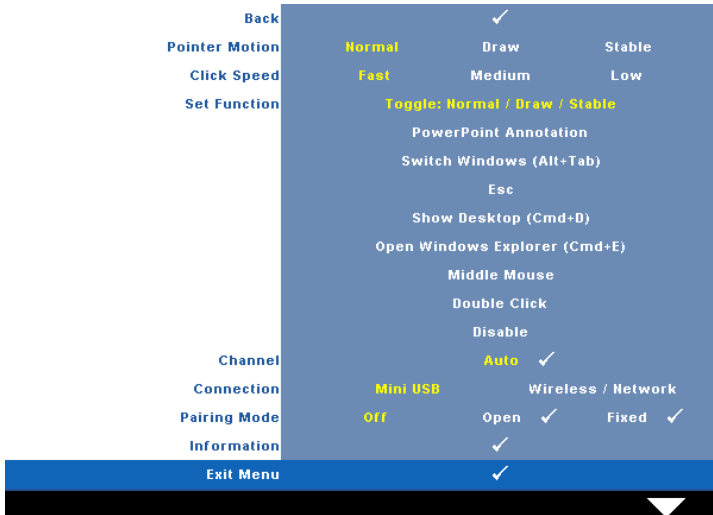 Back ✓
Pointer Motion Normal Draw Stable
Click Speed Fast Medium Low
Set Function Toggle: Normal / Draw / Stable
PowerPoint Annotation
Switch Windows (Alt+Tab)
Esc
Show Desktop (Cmd+D)
Open Windows Explorer (Cmd+E)
Middle Mouse
Double Click
Disable
Channel Auto ✓
Connection Mini USB Wireless / Network
Pairing Mode Off Open ✓ Fixed ✓
Information ✓
Exit Menu ✓